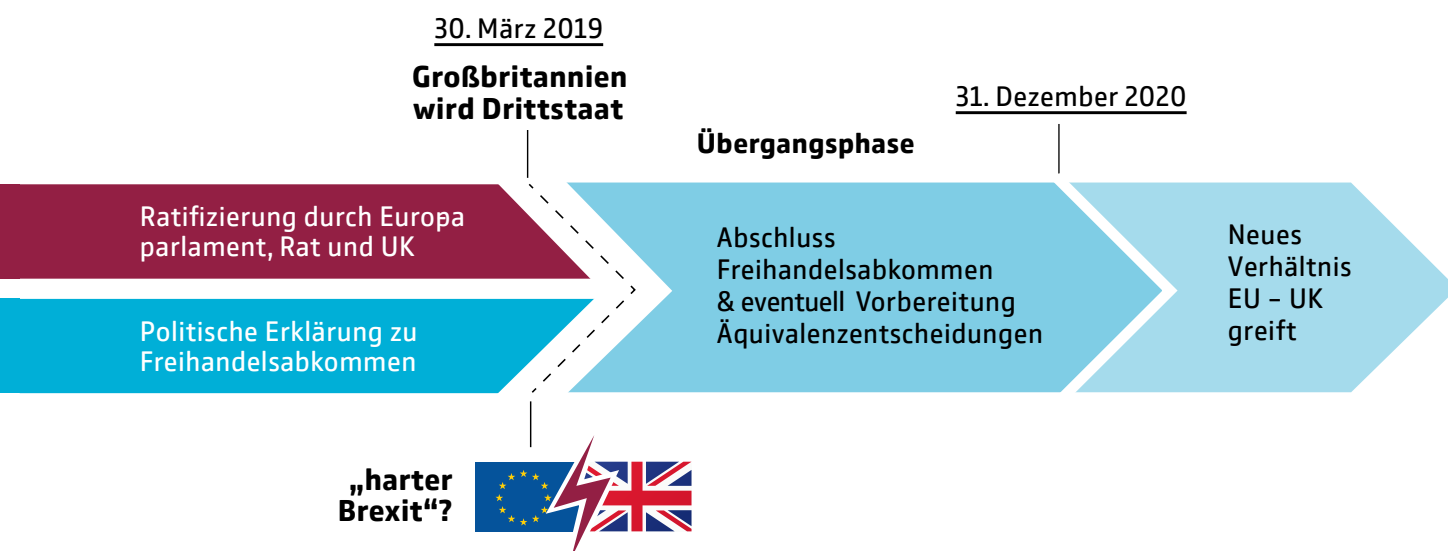 30. März 2019
Großbritannien
wird Drittstaat
31. Dezember 2020
Übergangsphase
Ratifizierung durch Europa
parlament, Rat und UK
Politische Erklärung zu
Freihandelsabkommen
Abschluss
Freihandelsabkommen
& eventuell Vorbereitung
Äquivalenzentscheidungen
Neues
Verhältnis
EU – UK
greift
„harter
Brexit“?